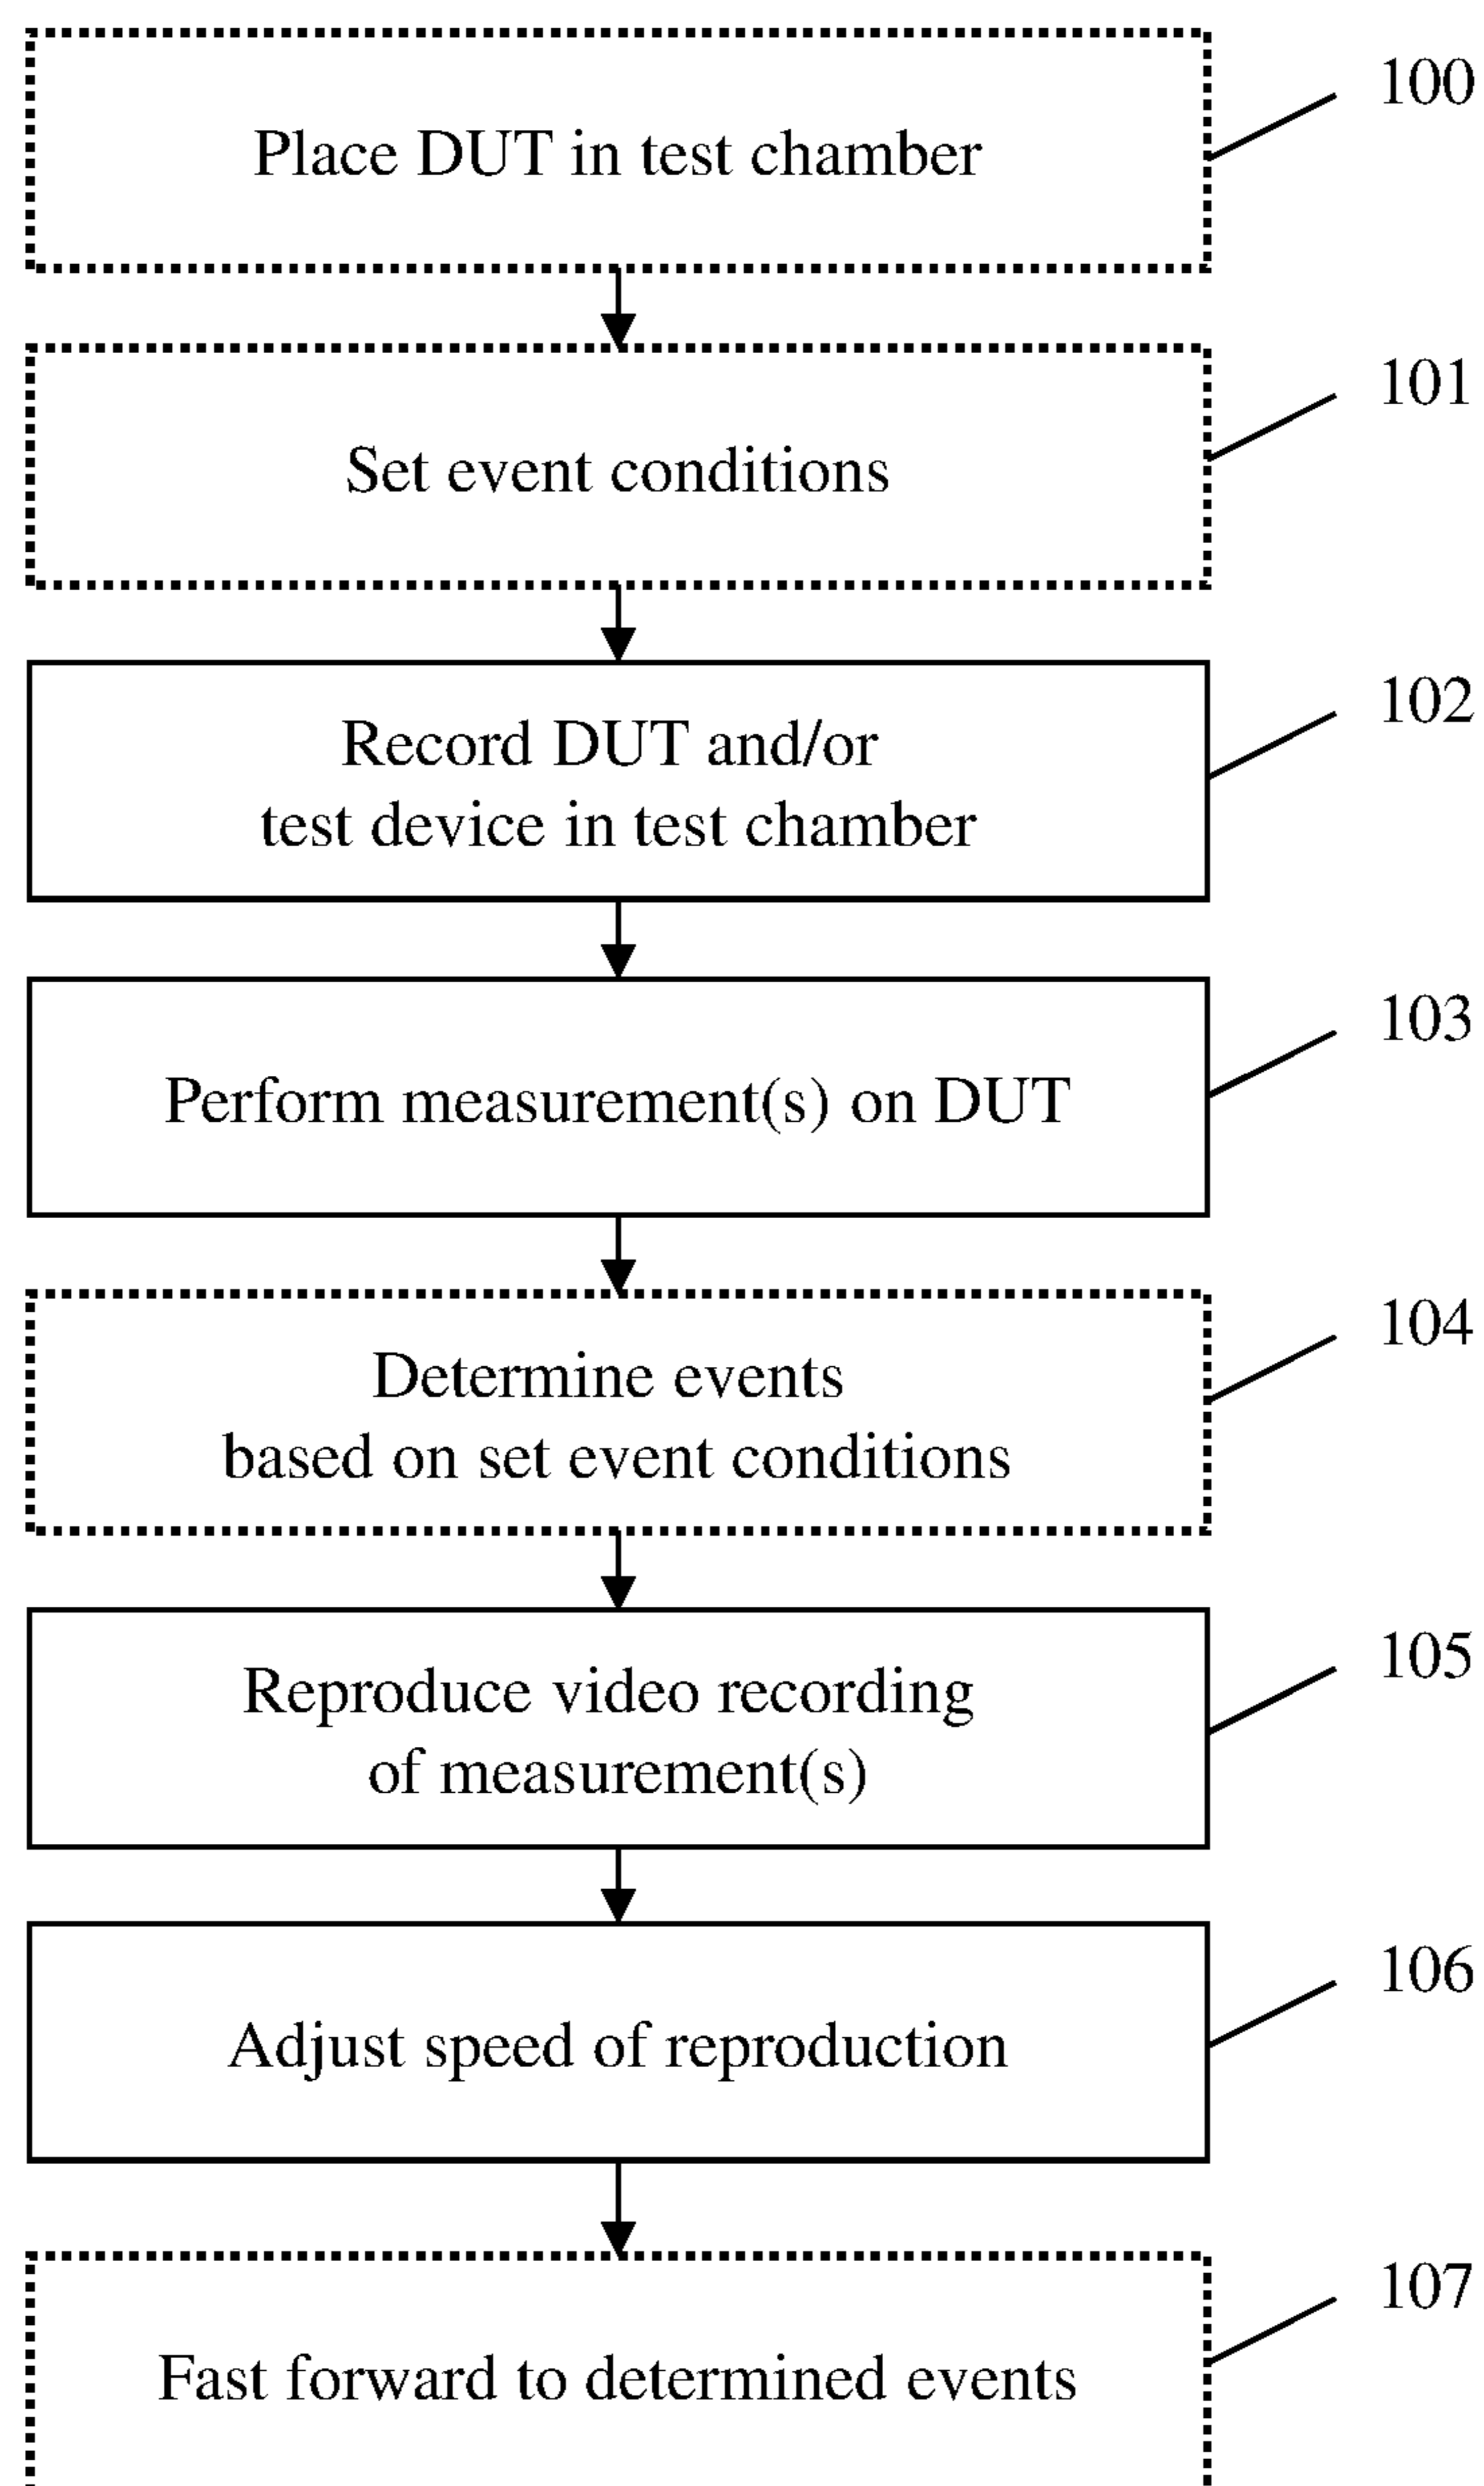 Place DUT in test chamber
100
Set event conditions
101
Record DUT and/or
test device in test chamber
102
Perform measurement(s) on DUT
103
Determine events
based on set event conditions
104
Reproduce video recording
of measurement(s)
105
Adjust speed of reproduction
106
Fast forward to determined events
107